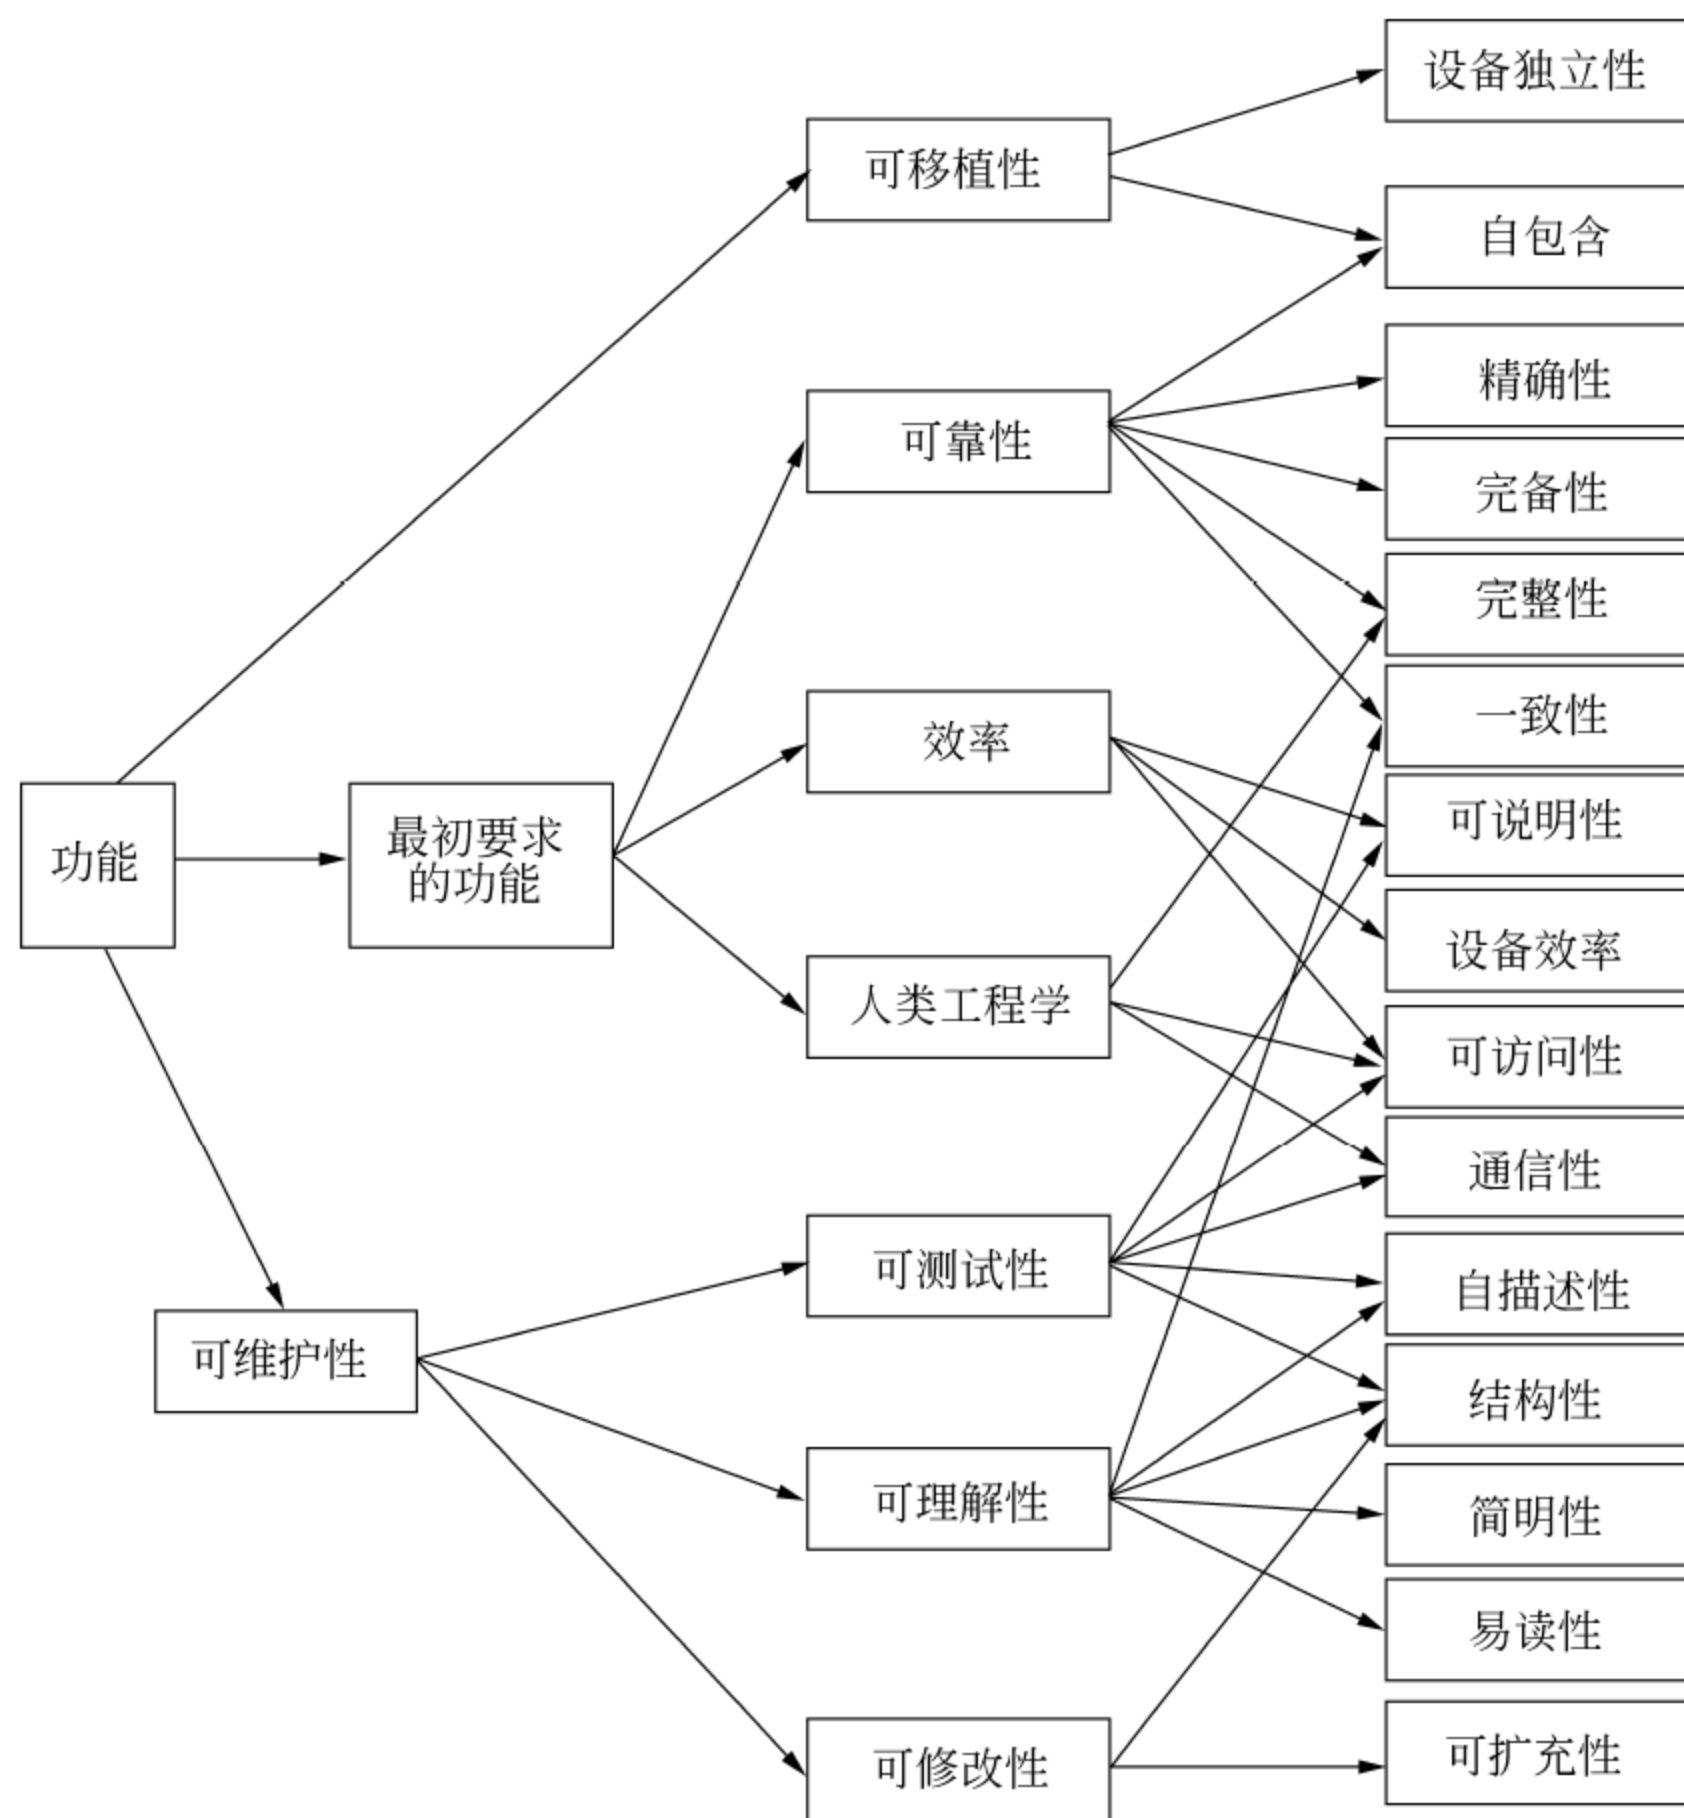 功能
最初要求
的功能
可维护性
可移植性
可靠性
效率
人类工程学
可测试性
可理解性
可修改性
设备独立性
自包含
精确性
完备性
完整性
一致性
可说明性
设备效率
可访问性
通信性
自描述性
结构性
简明性
易读性
可扩充性